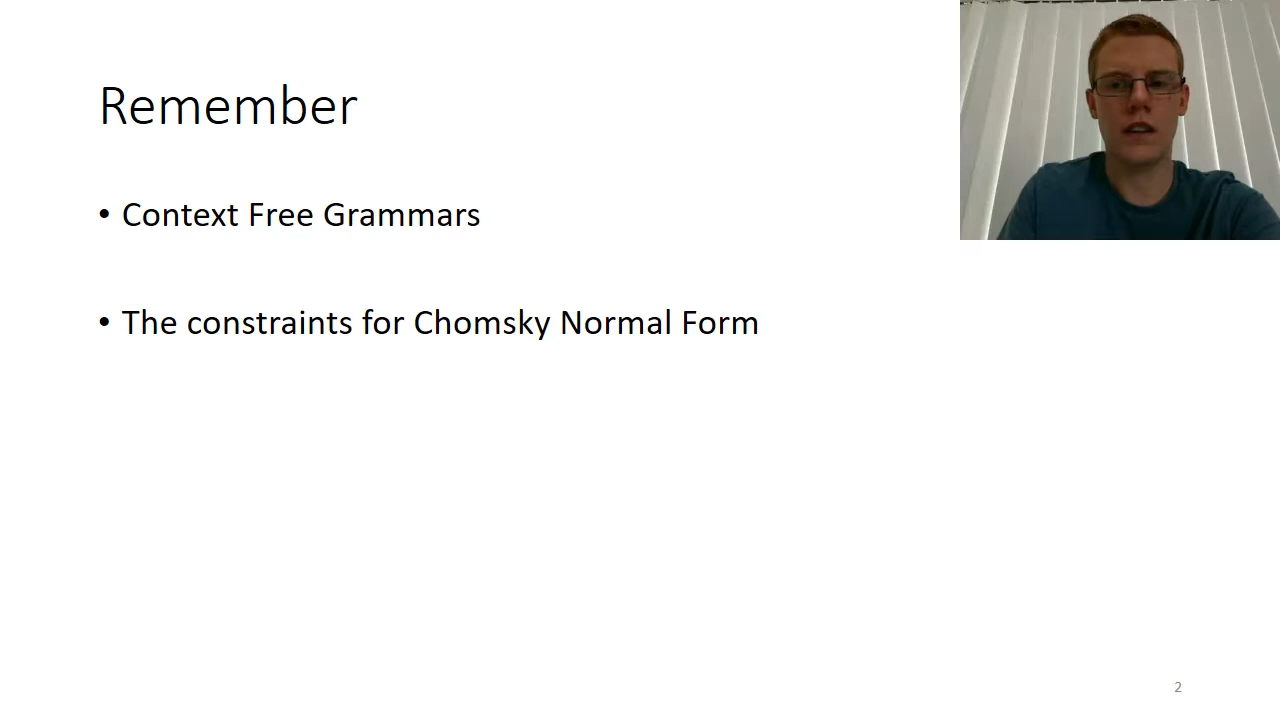 Remember
• Context Free Grammars
• The constraints for Chomsky Normal Form
2